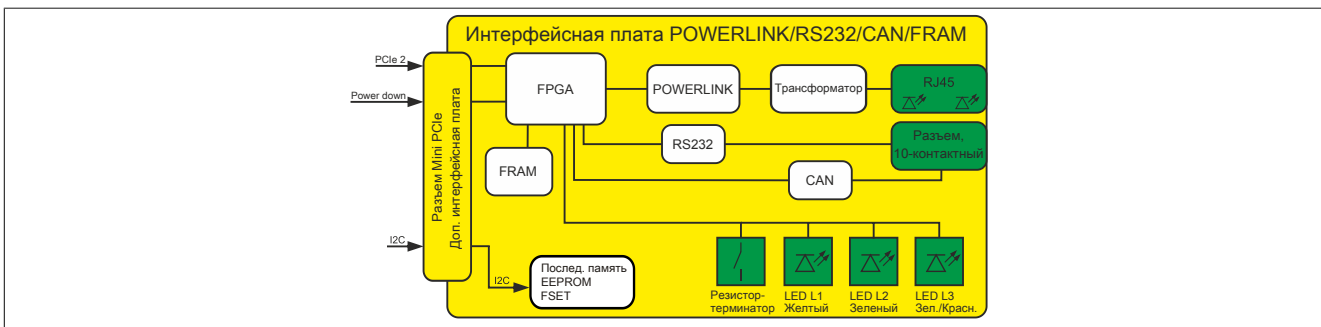 Интерфейсная плата POWERLINK/RS232/CAN/FRAM
PCIe 2
Power down
I2C
Разъем Mini PCIe
Доп. интерфейсная плата
FPGA
POWERLINK
Трансформатор
RJ45
RS232
Разъем,
10-контактный
FRAM
CAN
I2C
Послед. память
EEPROM
FSET
Резистор-
терминатор
LED L1
Желтый
LED L2
Зеленый
LED L3
Зел./Красн.